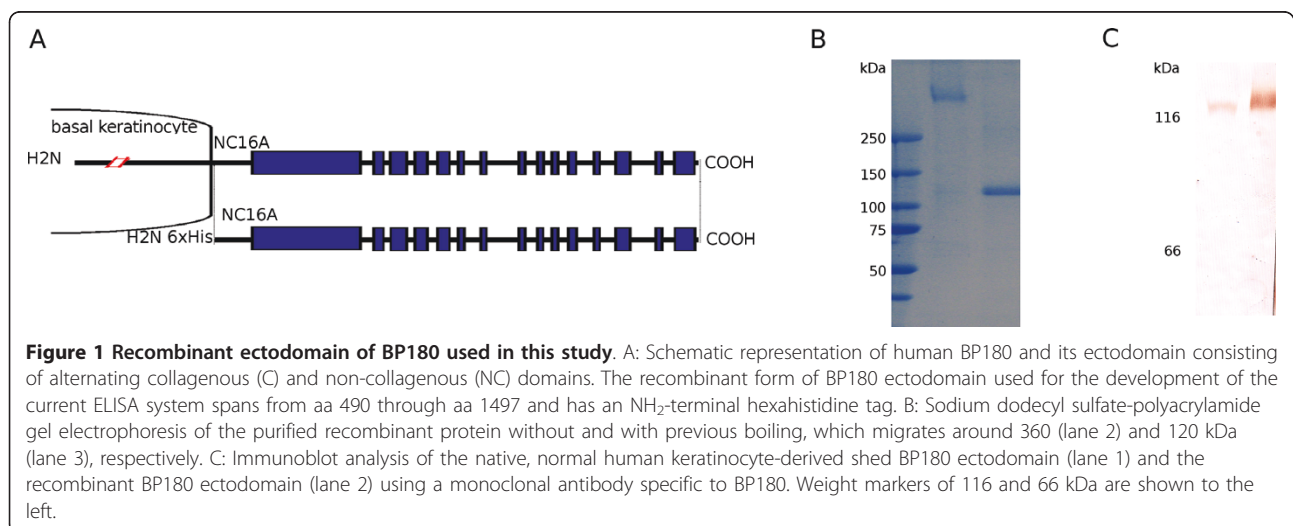 A
basal keratinocyte
H2N
NC16A
COOH
NC16A
H2N 6xHis
COOH
B
kDa
250
150
100
75
50
C
kDa
116
66
Figure 1 Recombinant ectodomain of BP180 used in this study. A: Schematic representation of human BP180 and its ectodomain consisting
of alternating collagenous (C) and non-collagenous (NC) domains. The recombinant form of BP180 ectodomain used for the development of the
current ELISA system spans from aa 490 through aa 1497 and has an NH₂-terminal hexahistidine tag. B: Sodium dodecyl sulfate-polyacrylamide
gel electrophoresis of the purified recombinant protein without and with previous boiling, which migrates around 360 (lane 2) and 120 kDa
(lane 3), respectively. C: Immunoblot analysis of the native, normal human keratinocyte-derived shed BP180 ectodomain (lane 1) and the
recombinant BP180 ectodomain (lane 2) using a monoclonal antibody specific to BP180. Weight markers of 116 and 66 kDa are shown to the
left.